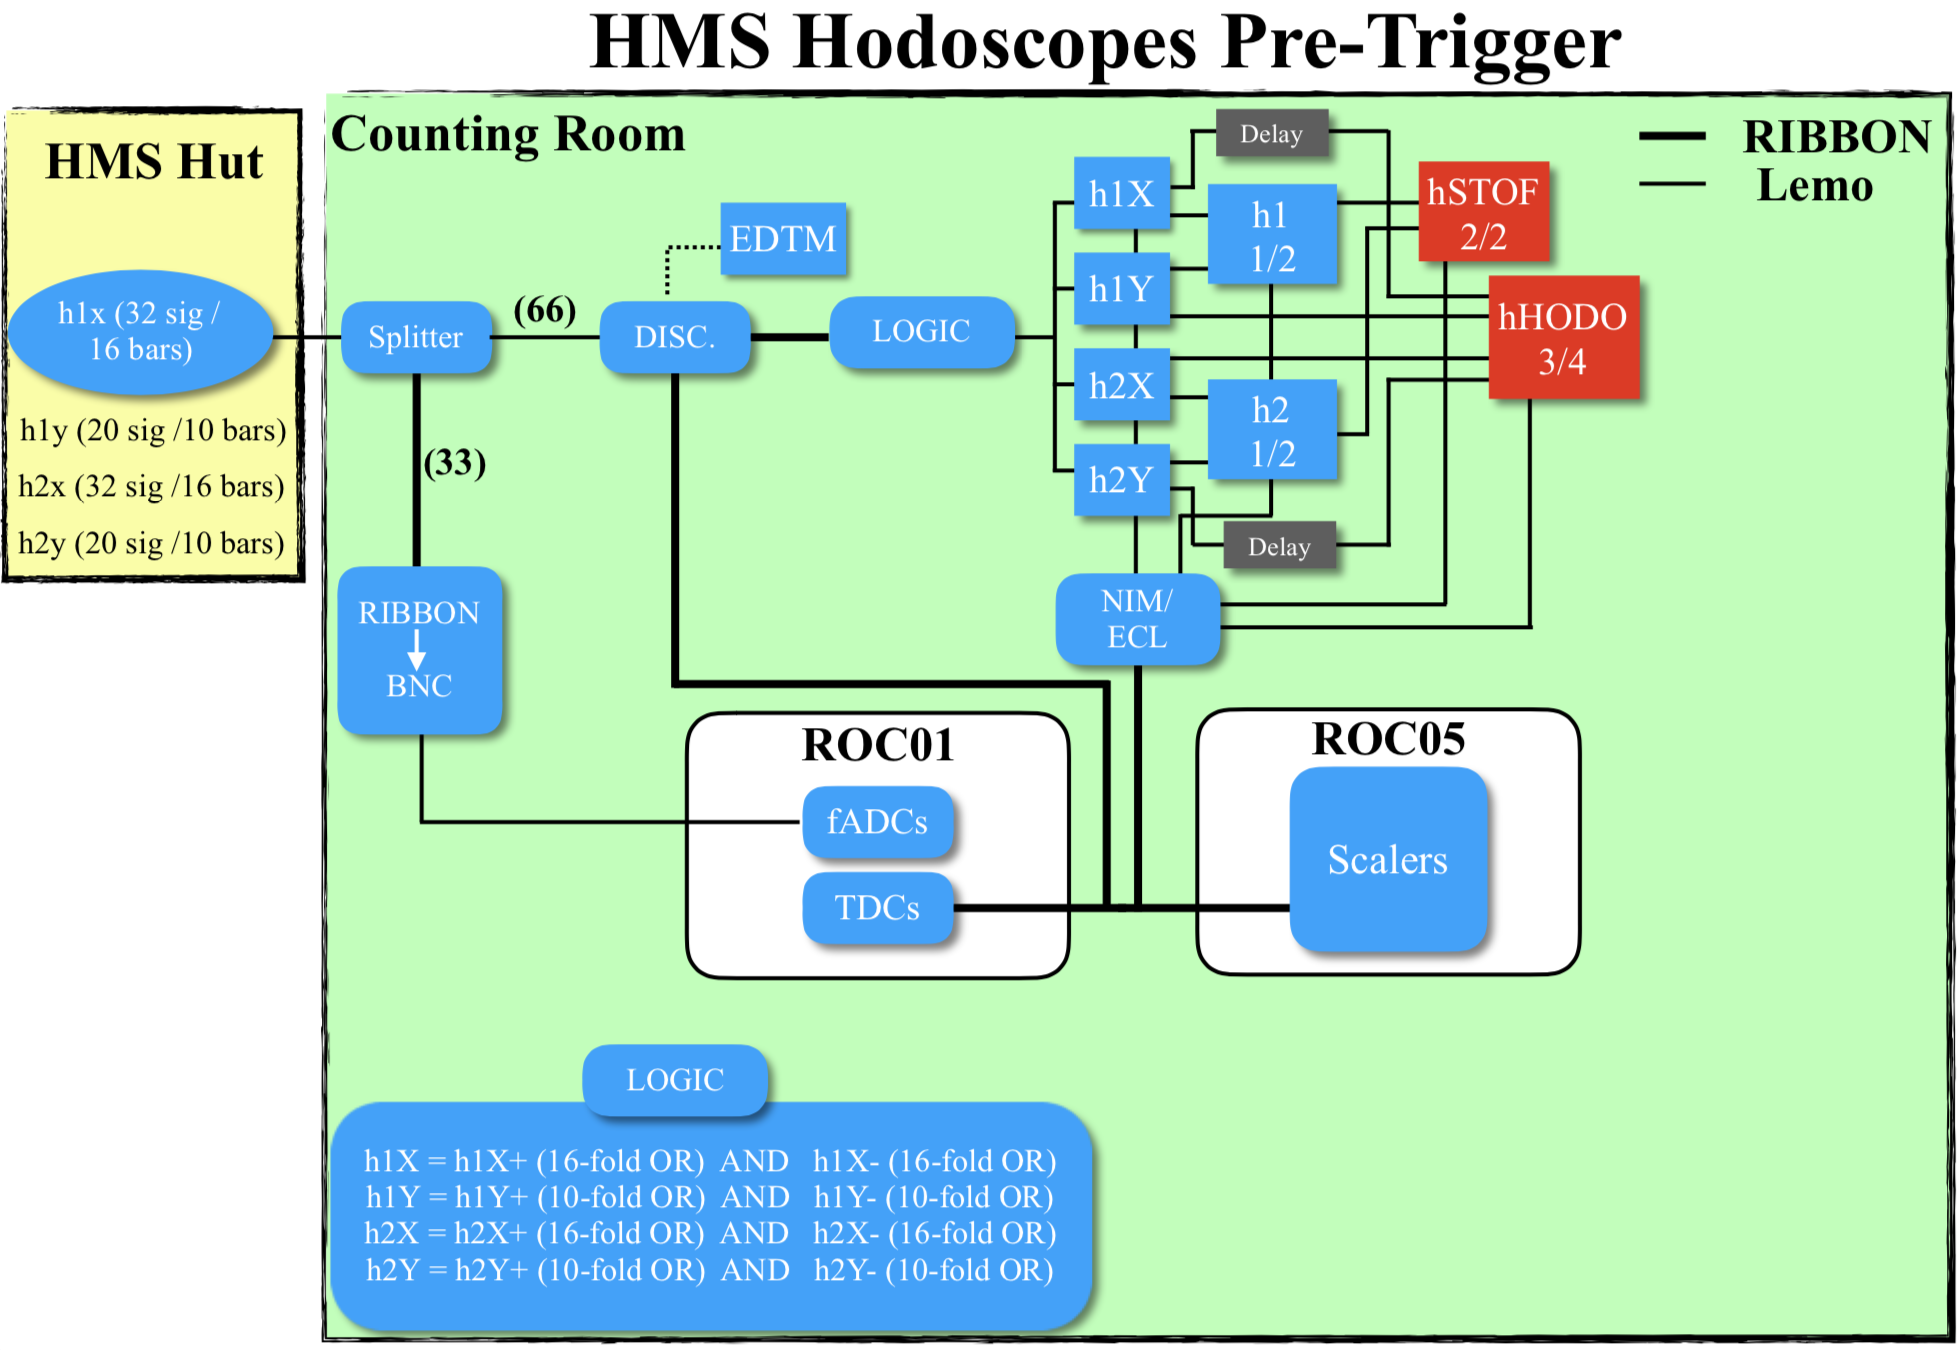 HMS Hodoscopes Pre-Trigger
HMS Hut
h1x (32 sig /
16 bars)
h1y (20 sig /10 bars)
h2x (32 sig /16 bars)
h2y (20 sig /10 bars)
Counting Room
RIBBON
Lemo
Splitter
(66)
(33)
EDTM
DISC.
LOGIC
h1X
h1Y
h2X
h2Y
Delay
h1
1/2
h2
1/2
Delay
hSTOF
2/2
hHODO
3/4
RIBBON
BNC
NIM/
ECL
ROC01
fADCs
TDCs
ROC05
Scalers
LOGIC
h1X = h1X+ (16-fold OR) AND h1X- (16-fold OR)
h1Y = h1Y+ (10-fold OR) AND h1Y- (10-fold OR)
h2X = h2X+ (16-fold OR) AND h2X- (16-fold OR)
h2Y = h2Y+ (10-fold OR) AND h2Y- (10-fold OR)